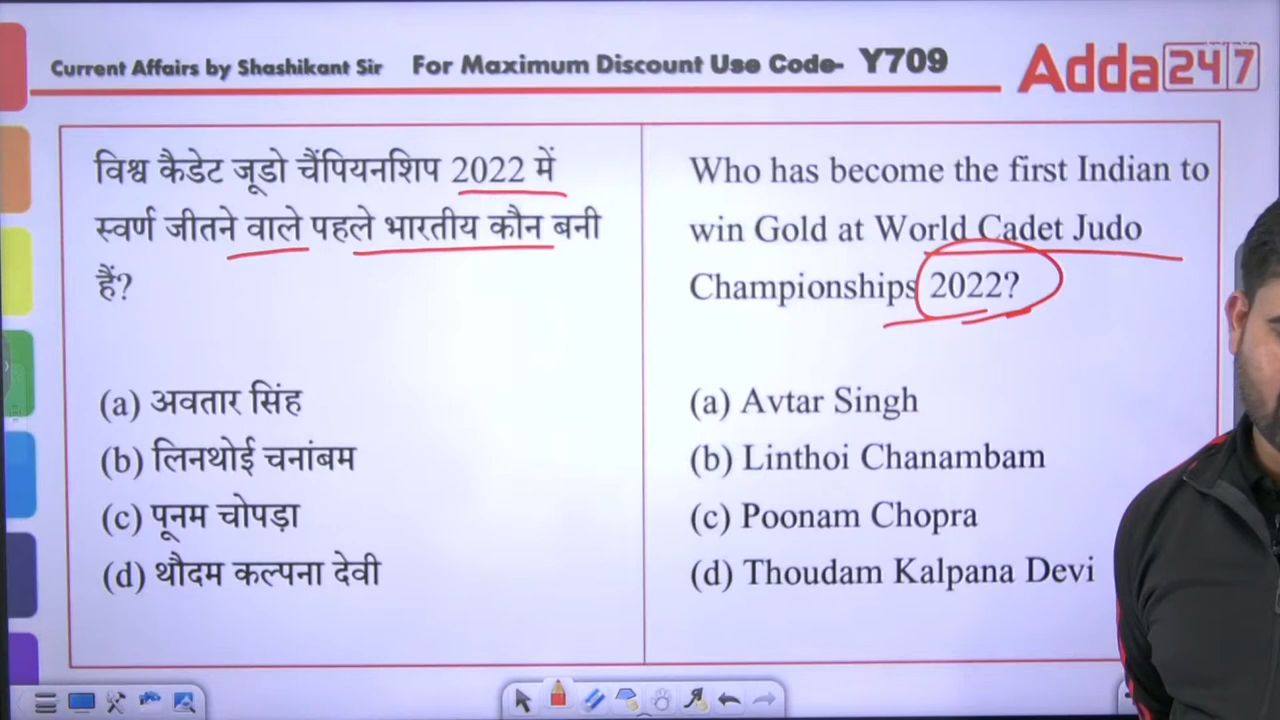 Current Affairs by Shashikant Sir For Maximum Discount Use Code- Y709
Adda 247
विश्व कैडेट जूडो चैंपियनशिप 2022 में
स्वर्ण जीतने वाले पहले भारतीय कौन बनी
हैं?
(a) अवतार सिंह
(b) लिनथोई चनांबम
(c) पूनम चोपड़ा
(d) थौदम कल्पना देवी
Who has become the first Indian to
win Gold at World Cadet Judo
Championships 2022?
(a) Avtar Singh
(b) Linthoi Chanambam
(c) Poonam Chopra
(d) Thoudam Kalpana Devi